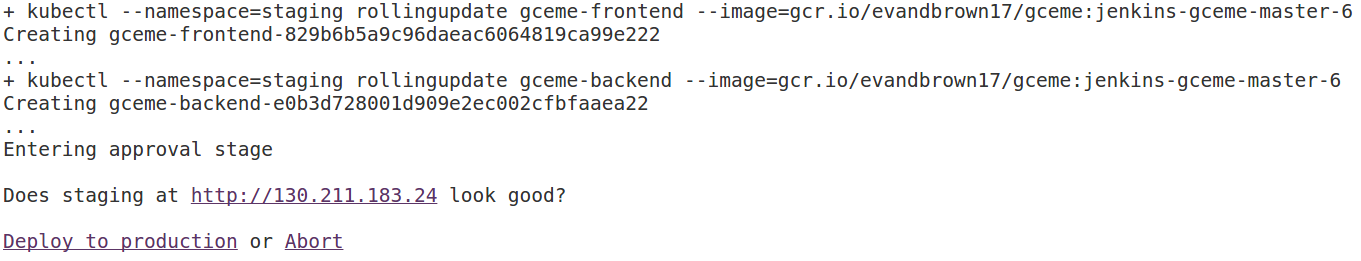 + kubectl --namespace=staging rollingupdate gceme-frontend --image=gcr.io/evandbrown17/gceme:jenkins-gceme-master-6
Creating gceme-frontend-829b6b5a9c96daeac6064819ca99e222
...
+ kubectl --namespace=staging rollingupdate gceme-backend --image=gcr.io/evandbrown17/gceme:jenkins-gceme-master-6
Creating gceme-backend-e0b3d728001d909e2ec002cfbfaaea22
...
Entering approval stage
Does staging at http://130.211.183.24 look good?
Deploy to production or Abort